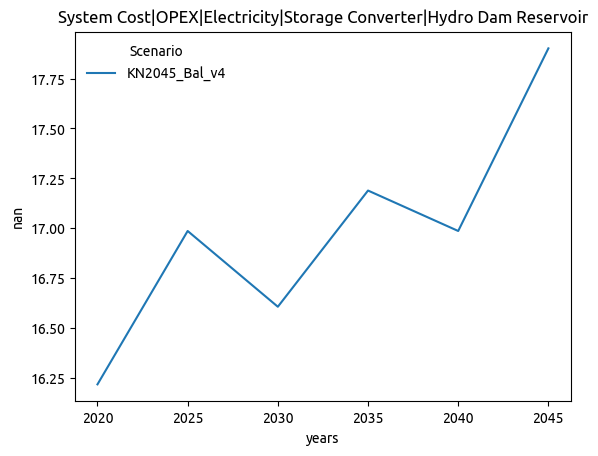 System Cost|OPEX|Electricity|Storage Converter|Hydro Dam Reservoir
Scenario
KN2045_Bal_v4
17.75
17.50
17.25
17.00
16.75
16.50
16.25
nan
2020 2025 2030 2035 2040 2045
years